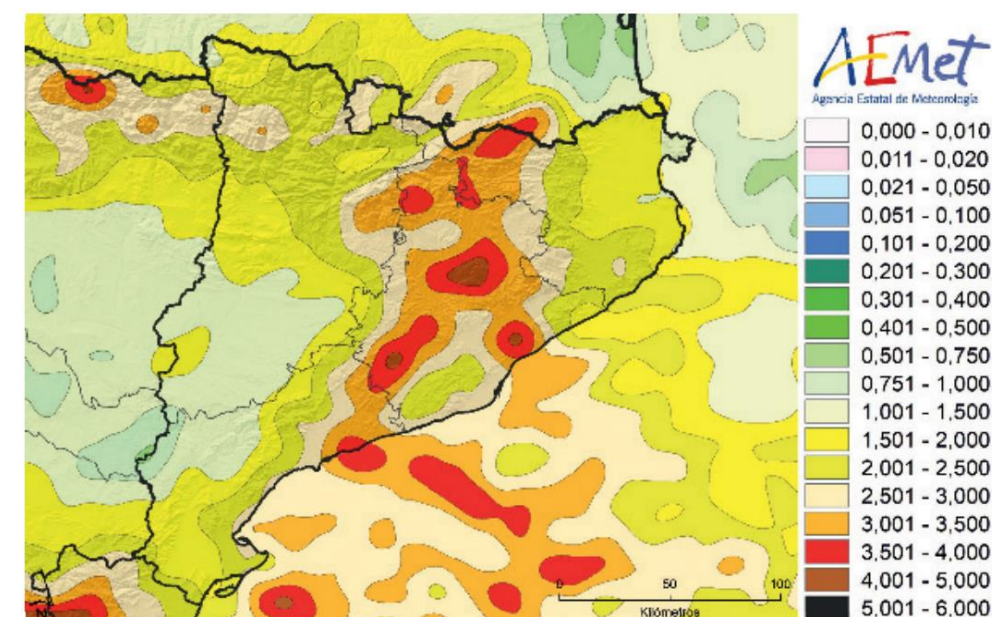 AEMet
Agencia Estatal de Meteorología
0,000 - 0,010
0,011 - 0,020
0,021 - 0,050
0,051 - 0,100
0,101 - 0,200
0,201 - 0,300
0,301 - 0,400
0,401 - 0,500
0,501 - 0,750
0,751 - 1,000
1,001 - 1,500
1,501 - 2,000
2,001 - 2,500
2,501 - 3,000
3,001 - 3,500
3,501 - 4,000
4,001 - 5,000
5,001 - 6,000
0 50 100
Kilómetros